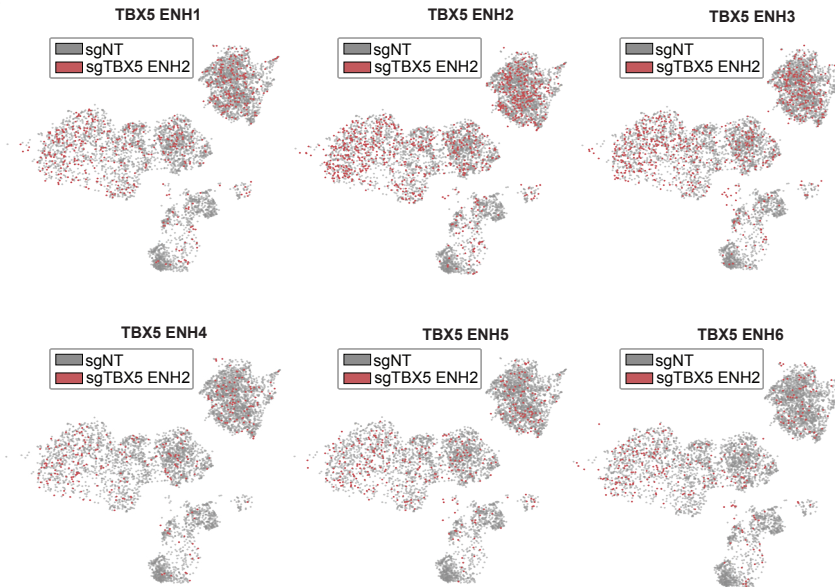 TBX5 ENH1
sgNT
sgTBX5 ENH2
TBX5 ENH2
sgNT
sgTBX5 ENH2
TBX5 ENH3
sgNT
sgTBX5 ENH2
TBX5 ENH4
sgNT
sgTBX5 ENH2
TBX5 ENH5
sgNT
sgTBX5 ENH2
TBX5 ENH6
sgNT
sgTBX5 ENH2